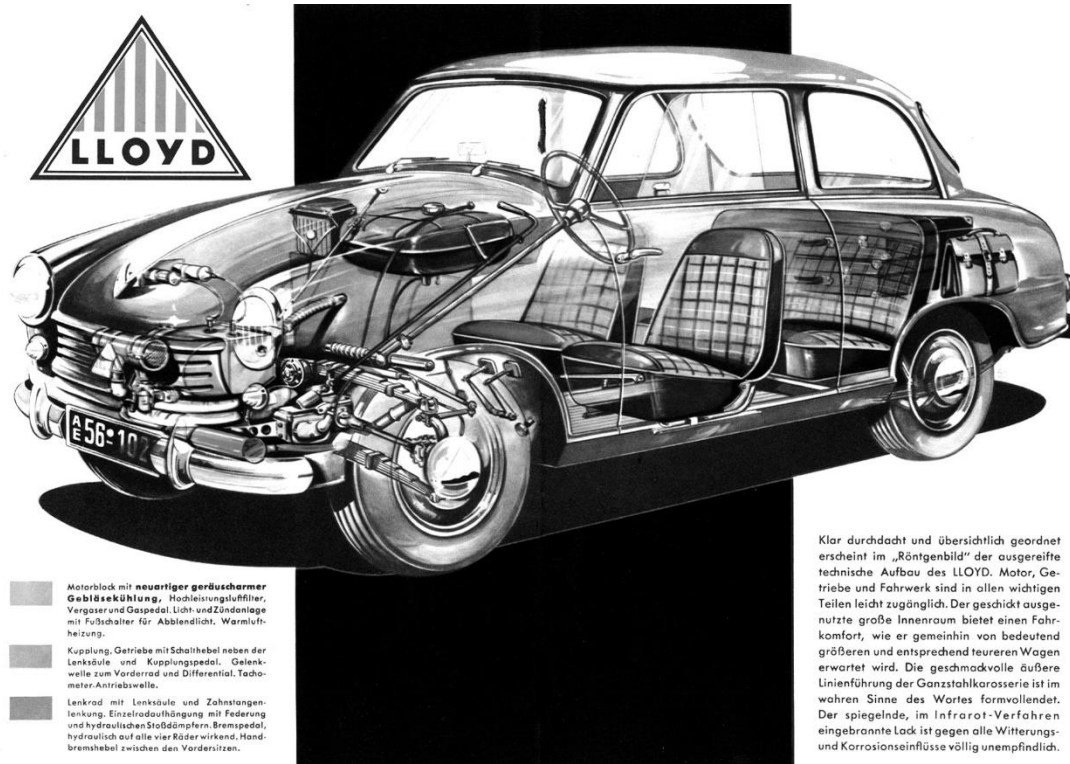 LLOYD
A
E 56 102
Motorblock mit neuartiger geräuscharmer
Gebläsekühlung, Hochleistungsluftfilter,
Vergaser und Gaspedal. Licht- und Zündanlage
mit Fußschalter für Abblendlicht. Warmluft-
heizung.
Kupplung, Getriebe mit Schalthebel neben der
Lenksäule und Kupplungspedal. Gelenk-
welle zum Vorderrad und Differential. Tacho-
meter-Antriebswelle.
Lenkrad mit Lenksäule und Zahnstangen-
lenkung. Einzelradaufhängung mit Federung
und hydraulischen Stoßdämpfern. Bremspedal,
hydraulisch auf alle vier Räder wirkend. Hand-
bremshebel zwischen den Vordersitzen.
Klar durchdacht und übersichtlich geordnet
erscheint im „Röntgenbild“ der ausgereifte
technische Aufbau des LLOYD. Motor, Ge-
triebe und Fahrwerk sind in allen wichtigen
Teilen leicht zugänglich. Der geschickt ausge-
nutzte große Innenraum bietet einen Fahr-
komfort, wie er gemeinhin von bedeutend
größeren und entsprechend teureren Wagen
erwartet wird. Die geschmackvolle äußere
Linienführung der Ganzstahlkarosserie ist im
wahren Sinne des Wortes formvollendet.
Der spiegelnde, im Infrarot-Verfahren
eingebrannte Lack ist gegen alle Witterungs-
und Korrosionseinflüsse völlig unempfindlich.